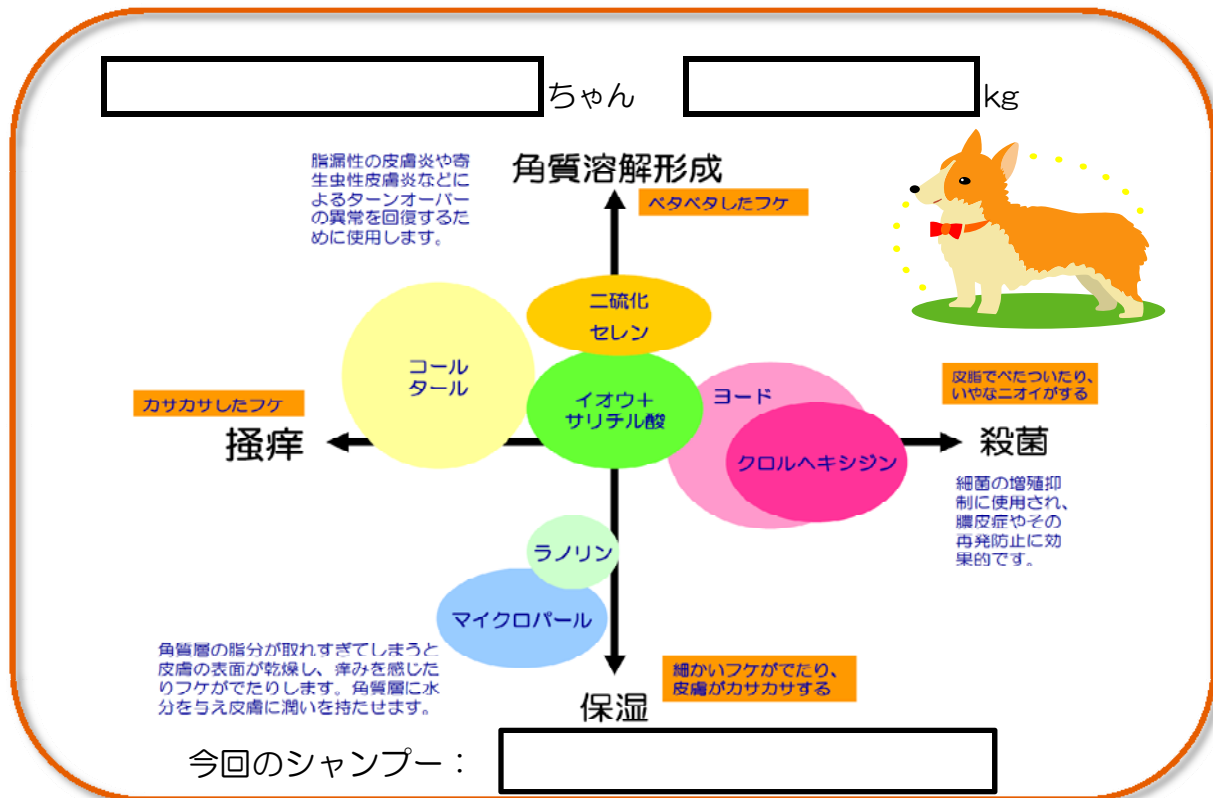 ちゃん
kg
脂漏性の皮膚炎や寄
生虫性皮膚炎などに
よるターンオーバー
の異常を回復するた
めに使用します。
角質溶解形成
ベタベタしたフケ
二硫化
セレン
コール
タール
イオウ+
サリチル酸
ヨード
クロルヘキシジン
カサカサしたフケ
掻痒
皮脂でべたついたり、
いやなニオイがする
殺菌
細菌の増殖抑
制に使用され、
膿皮症やその
再発防止に効
果的です。
ラノリン
マイクロパール
角質層の脂分が取れすぎてしまうと
皮膚の表面が乾燥し、痒みを感じた
りフケがでたりします。角質層に水
分を与え皮膚に潤いを持たせます。
細かいフケがでたり、
皮膚がカサカサする
保湿
今回のシャンプー：